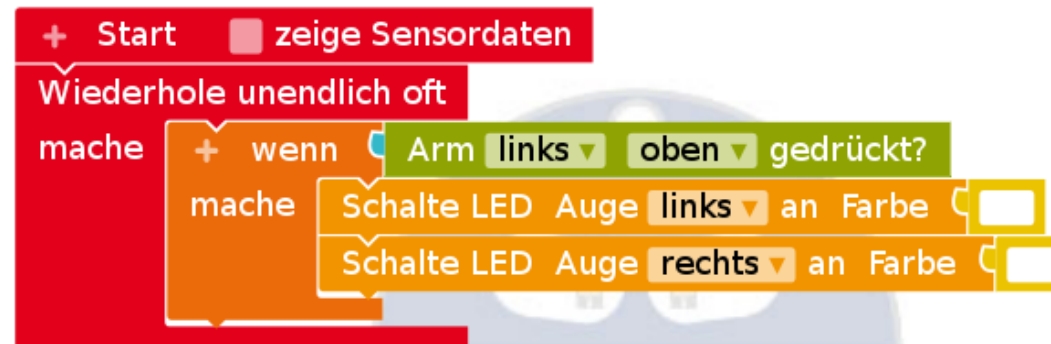 + Start zeige Sensordaten
Wiederhole unendlich oft
mache + wenn Arm links oben gedrückt?
mache Schalte LED Auge links an Farbe
Schalte LED Auge rechts an Farbe